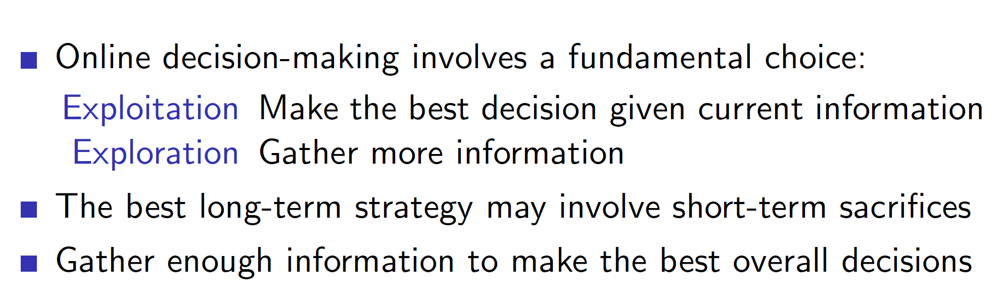 Online decision-making involves a fundamental choice:
Exploitation Make the best decision given current information
Exploration Gather more information
The best long-term strategy may involve short-term sacrifices
Gather enough information to make the best overall decisions